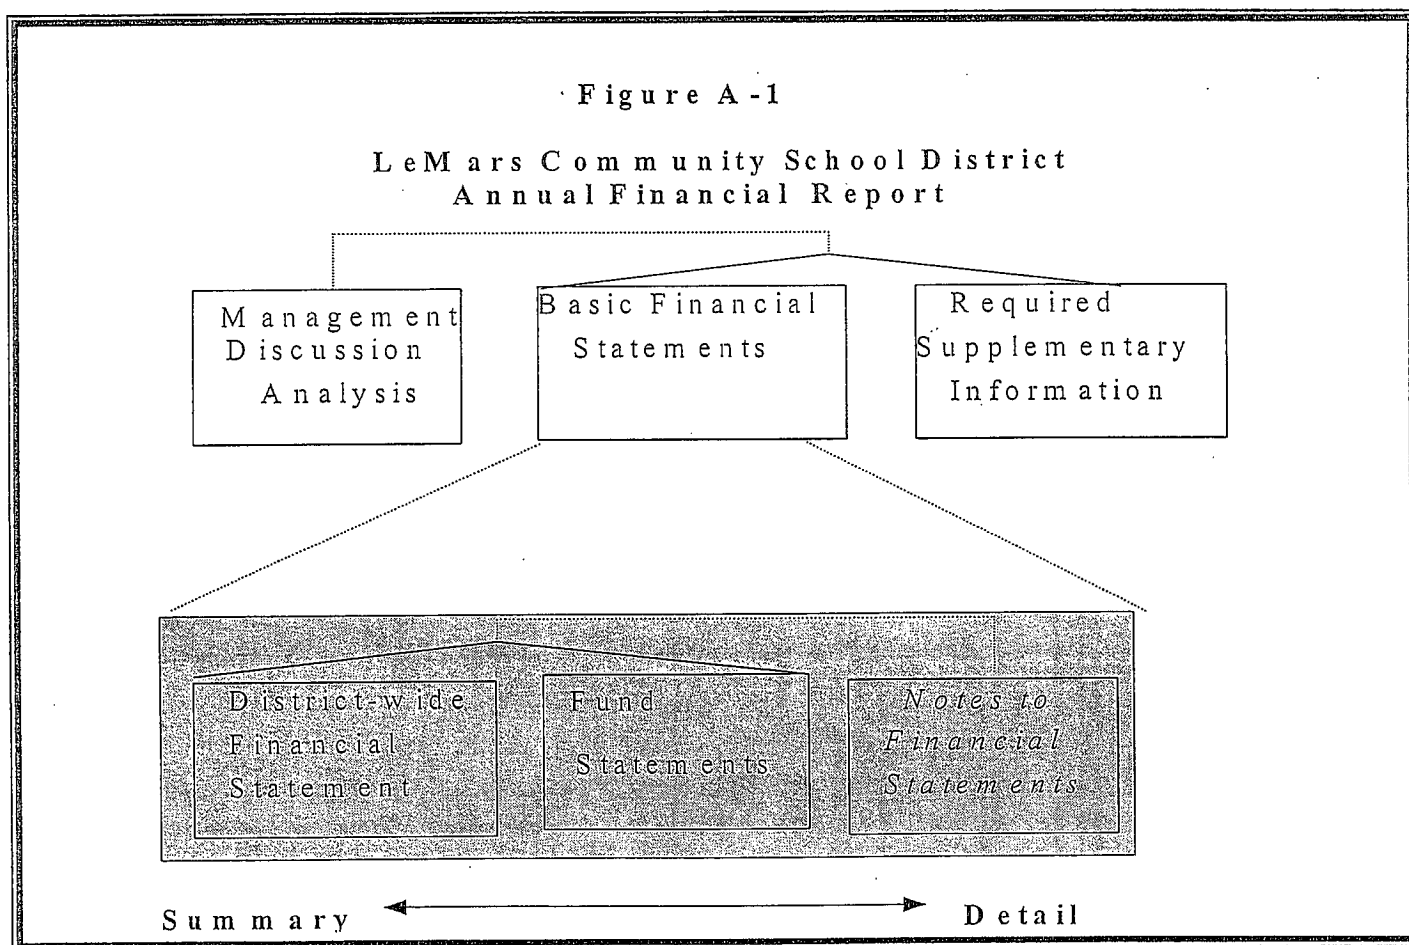 Figure A-1
LeMars Community School District
Annual Financial Report
Management
Discussion
Analysis
Basic Financial
Statements
Required
Supplementary
Information
District-wide
Financial
Statement
Fund
Statements
Notes to
Financial
Statements
Summary
Detail